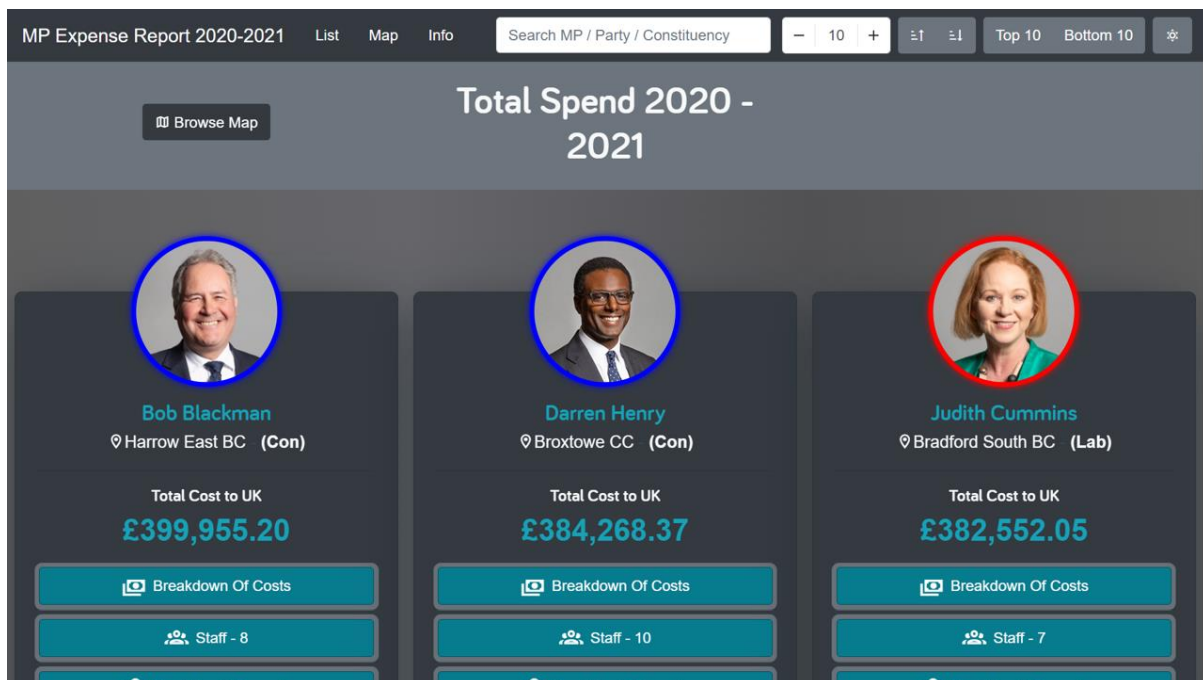 MP Expense Report 2020-2021 List Map Info Search MP / Party / Constituency − 10 + Top 10 Bottom 10
Browse Map
Total Spend 2020 -
2021
Bob Blackman
Harrow East BC (Con)
Total Cost to UK
£399,955.20
Breakdown Of Costs
Staff - 8
Darren Henry
Broxtowe CC (Con)
Total Cost to UK
£384,268.37
Breakdown Of Costs
Staff - 10
Judith Cummins
Bradford South BC (Lab)
Total Cost to UK
£382,552.05
Breakdown Of Costs
Staff - 7